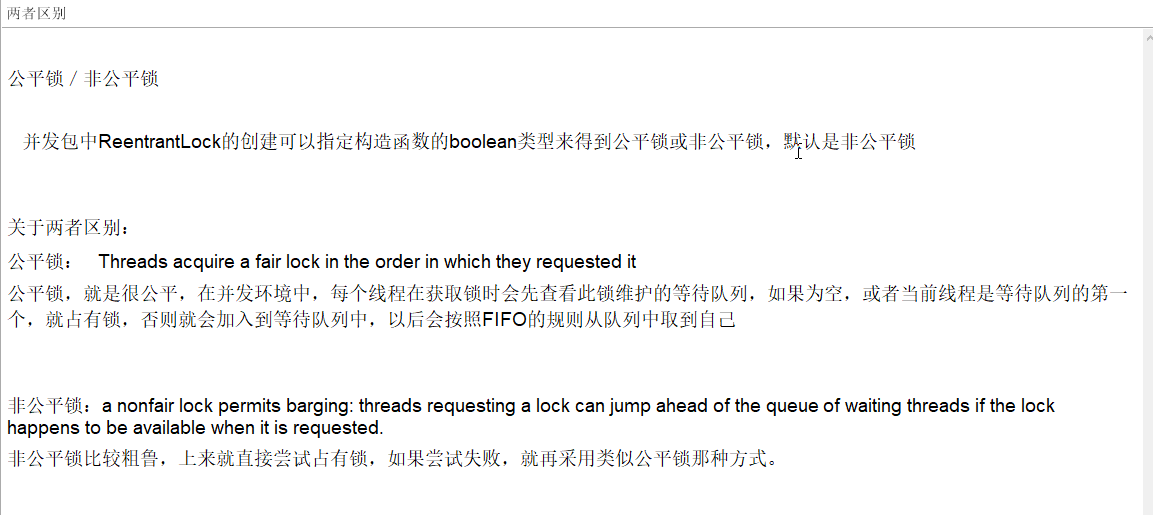 两者区别
公平锁 / 非公平锁
并发包中ReentrantLock的创建可以指定构造函数的boolean类型来得到公平锁或非公平锁，默认是非公平锁
关于两者区别：
公平锁： Threads acquire a fair lock in the order in which they requested it
公平锁，就是很公平，在并发环境中，每个线程在获取锁时会先查看此锁维护的等待队列，如果为空，或者当前线程是等待队列的第一
个，就占有锁，否则就会加入到等待队列中，以后会按照FIFO的规则从队列中取到自己
非公平锁：a nonfair lock permits barging: threads requesting a lock can jump ahead of the queue of waiting threads if the lock
happens to be available when it is requested.
非公平锁比较粗鲁，上来就直接尝试占有锁，如果尝试失败，就再采用类似公平锁那种方式。